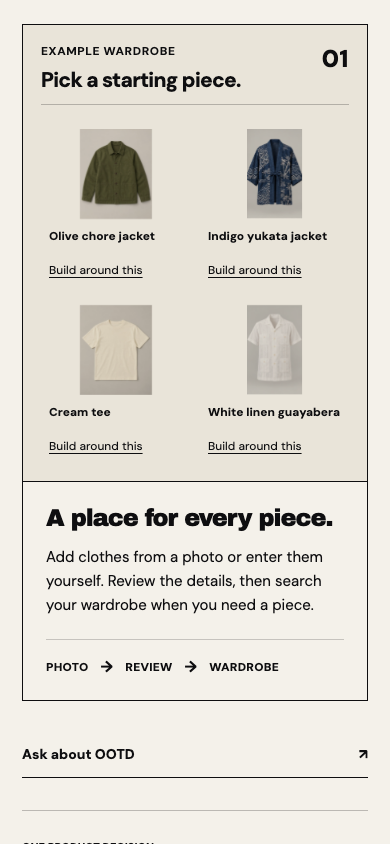 EXAMPLE WARDROBE
01
Pick a starting piece.
Olive chore jacket
Indigo yukata jacket
Build around this
Build around this
Cream tee
White linen guayabera
Build around this
Build around this
A place for every piece.
Add clothes from a photo or enter them
yourself. Review the details, then search
your wardrobe when you need a piece.
PHOTO → REVIEW → WARDROBE
Ask about OOTD